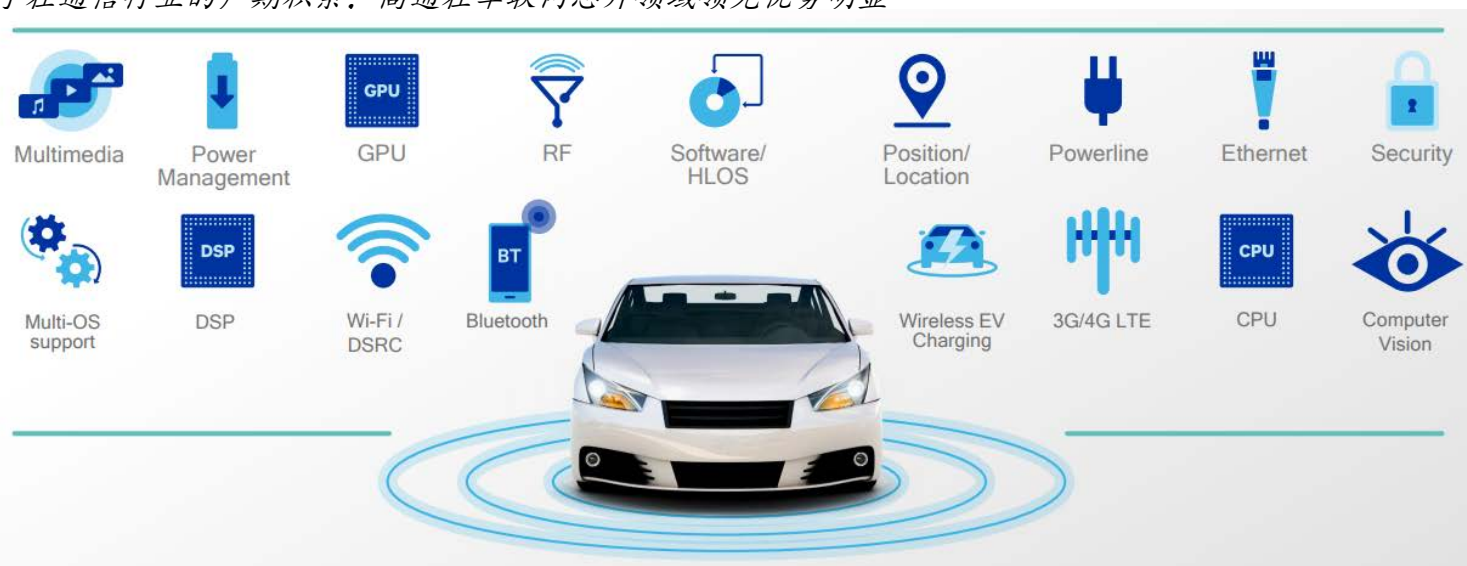 Multimedia
Power
Management
GPU
GPU
RF
Software/
HLOS
Position/
Location
Powerline
Ethernet
Security
Multi-OS
support
DSP
DSP
Wi-Fi /
DSRC
BT
Bluetooth
Wireless EV
Charging
3G/4G LTE
CPU
CPU
Computer
Vision